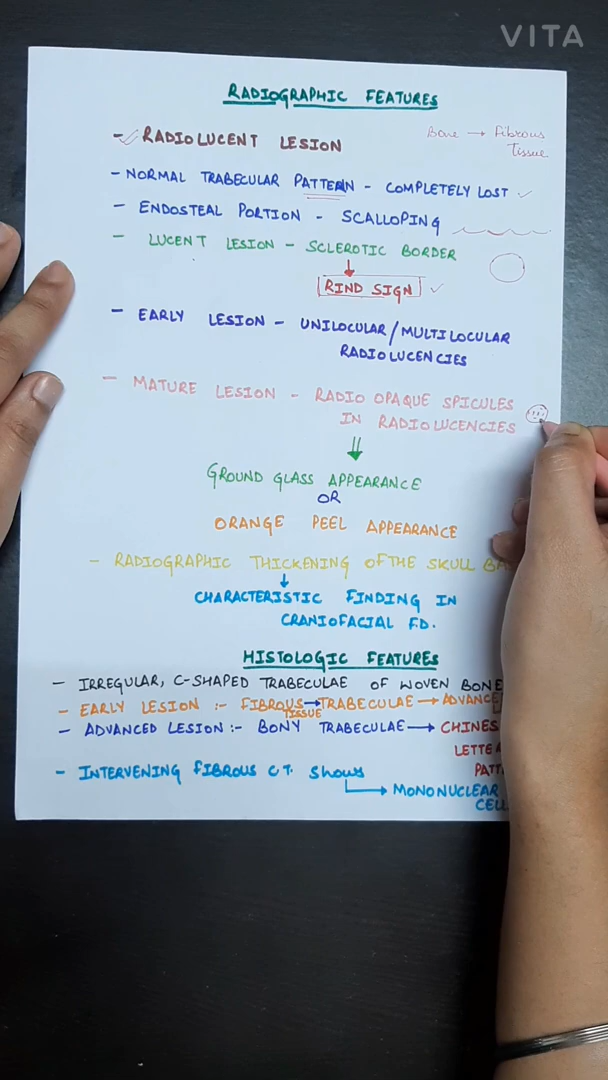 VITA
RADIOGRAPHIC FEATURES
- RADIOLUCENT LESION
Bone → Fibrous
Tissue
- NORMAL TRABECULAR PATTERN - COMPLETELY LOST
- ENDOSTEAL PORTION - SCALLOPING
- LUCENT LESION - SCLEROTIC BORDER
RIND SIGN
- EARLY LESION - UNILOCULAR/MULTILOCULAR
RADIOLUCENCIES
- MATURE LESION - RADIO OPAQUE SPICULES
IN RADIOLUCENCIES
GROUND GLASS APPEARANCE
OR
ORANGE PEEL APPEARANCE
- RADIOGRAPHIC THICKENING OF THE SKULL BA
CHARACTERISTIC FINDING IN
CRANIOFACIAL F.D.
HISTOLOGIC FEATURES
- IRREGULAR, C-SHAPED TRABECULAE OF WOVEN BONE
- EARLY LESION :- FIBROUS TISSUE → TRABECULAE → ADVANCE
- ADVANCED LESION :- BONY TRABECULAE → CHINES
LETTE
PATT
- INTERVENING FIBROUS C.T. Shows
→ MONONUCLEAR
CELL